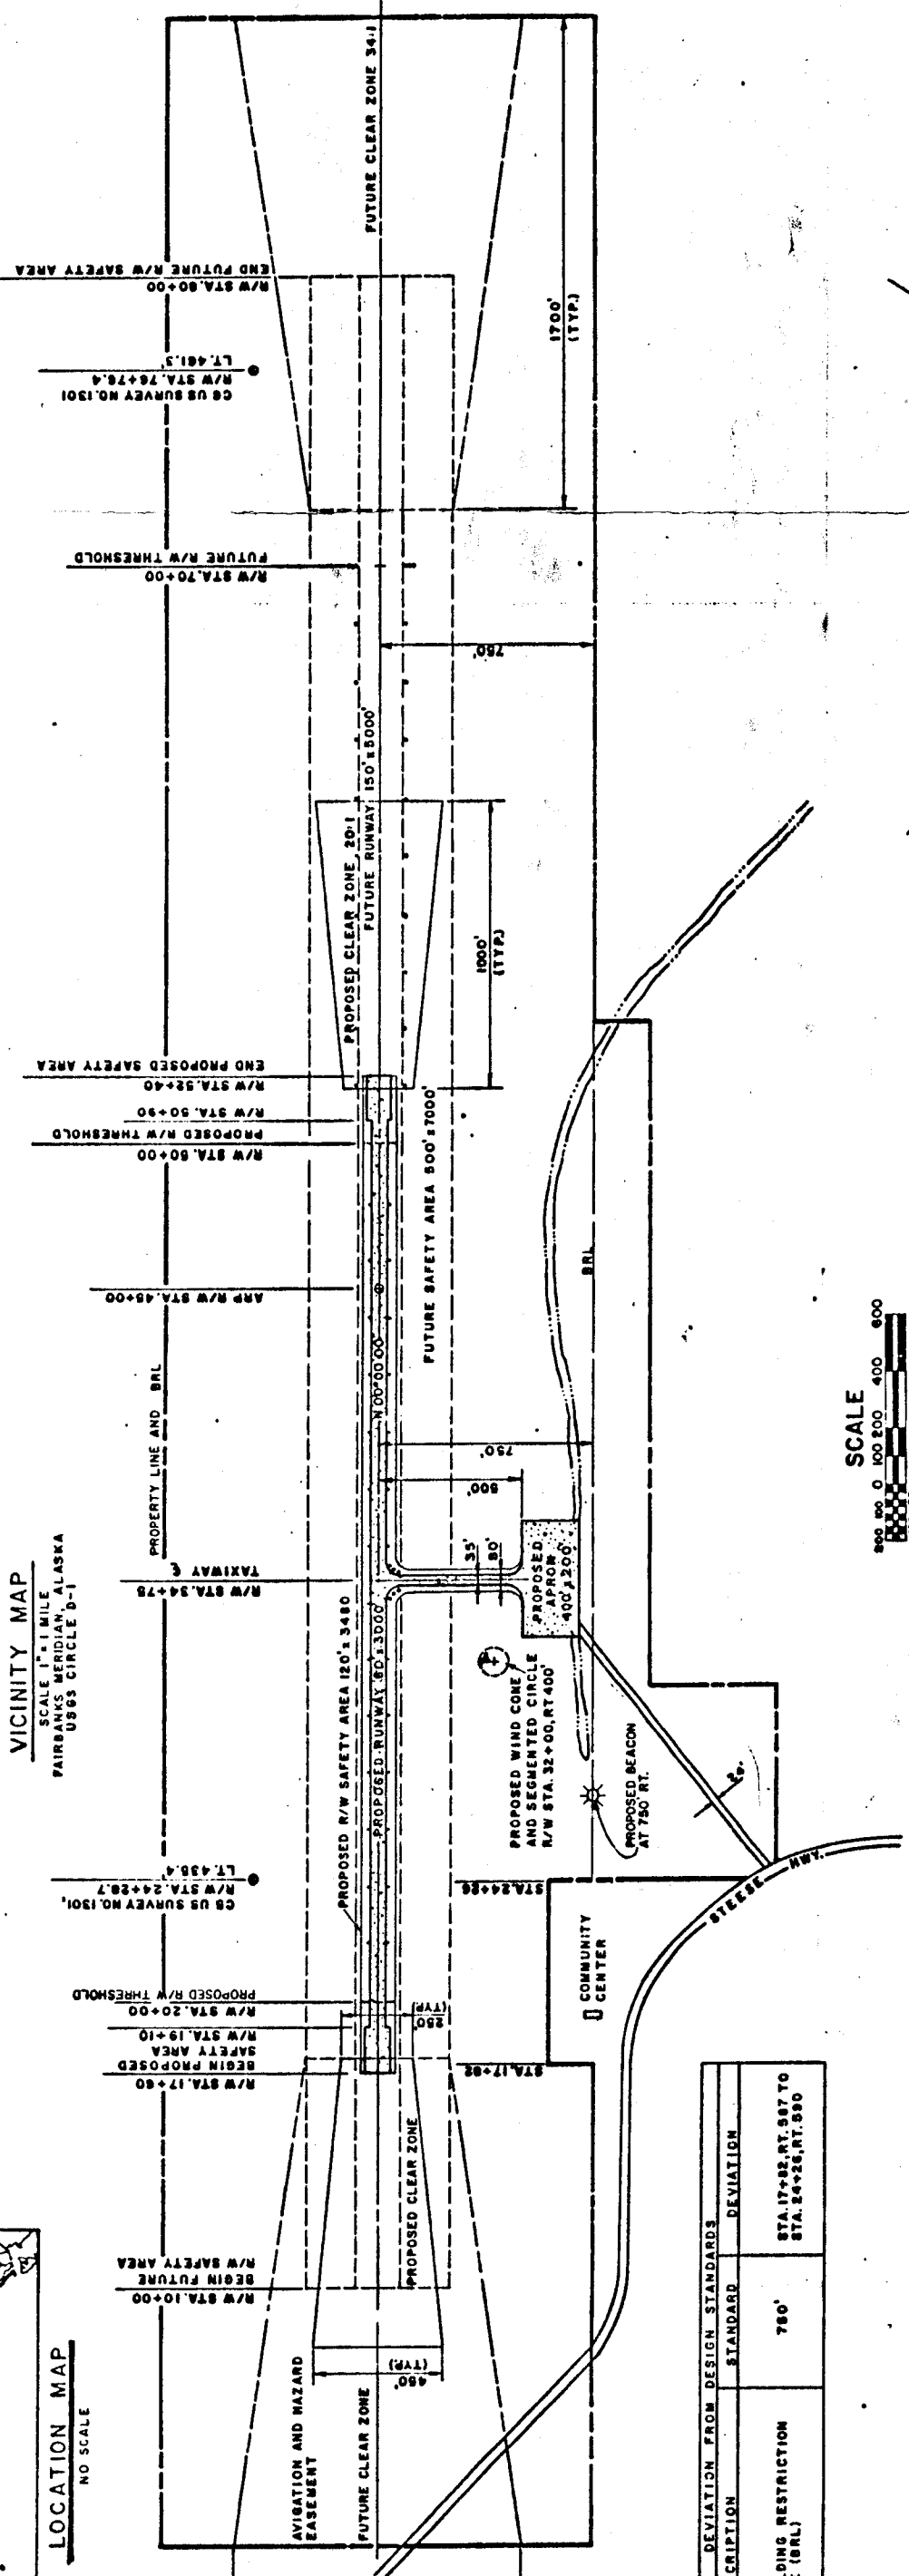 VICINITY MAP
SCALE 1"=1 MILE
FAIRBANKS MERIDIAN, ALASKA
USGS CIRCLE D-1
LOCATION MAP
NO SCALE
R/W STA. 10+00
BEGIN FUTURE
R/W SAFETY AREA
R/W STA. 17+60
BEGIN PROPOSED
SAFETY AREA
R/W STA. 19+10
R/W STA. 20+00
PROPOSED R/W THRESHOLD
C5 US SURVEY NO. 1301,
R/W STA. 24+28.7
LT. 435.4'
R/W STA. 34+75
TAXIWAY ℄
PROPERTY LINE AND BRL
ARP R/W STA. 45+00
R/W STA. 50+00
PROPOSED R/W THRESHOLD
R/W STA. 50+90
R/W STA. 52+40
END PROPOSED SAFETY AREA
R/W STA. 70+00
FUTURE R/W THRESHOLD
C6 US SURVEY NO. 1301
R/W STA. 76+76.4
LT. 461.3'
R/W STA. 80+00
END FUTURE R/W SAFETY AREA
AVIGATION AND HAZARD
EASEMENT
FUTURE CLEAR ZONE
450'
(TYP.)
PROPOSED CLEAR ZONE
250'
(TYP.)
PROPOSED R/W SAFETY AREA 120' x 3480'
PROPOSED RUNWAY 60' x 3000'
N 00°00'00"
PROPOSED CLEAR ZONE 20:1
FUTURE RUNWAY 150' x 5000'
FUTURE SAFETY AREA 500' x 7000'
FUTURE CLEAR ZONE 34:1
1000'
(TYP.)
1700'
(TYP.)
750'
750'
500'
35'
80'
PROPOSED
APRON
400' x 200'
PROPOSED WIND CONE
AND SEGMENTED CIRCLE
R/W STA. 32+00, RT 400'
PROPOSED BEACON
AT 750' RT.
BRL
STA. 17+82
STA. 24+26
COMMUNITY
CENTER
STEESE HWY.
SCALE
200 100 0 100 200 400 600
DEVIATION FROM DESIGN STANDARDS
STANDARD
DEVIATION
750'
STA. 17+82, RT. 587 TO
STA. 24+26, RT. 590
RESTRICTION
(BRL)